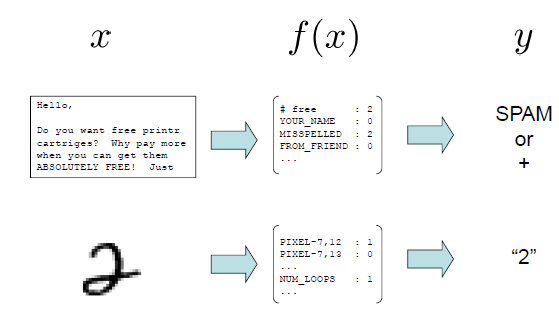 x f(x) y
Hello,
Do you want free printr
cartriges? Why pay more
when you can get them
ABSOLUTELY FREE! Just
# free : 2
YOUR_NAME : 0
MISSPELLED : 2
FROM_FRIEND : 0
...
SPAM
or
+
2
PIXEL-7,12 : 1
PIXEL-7,13 : 0
...
NUM_LOOPS : 1
...
“2”